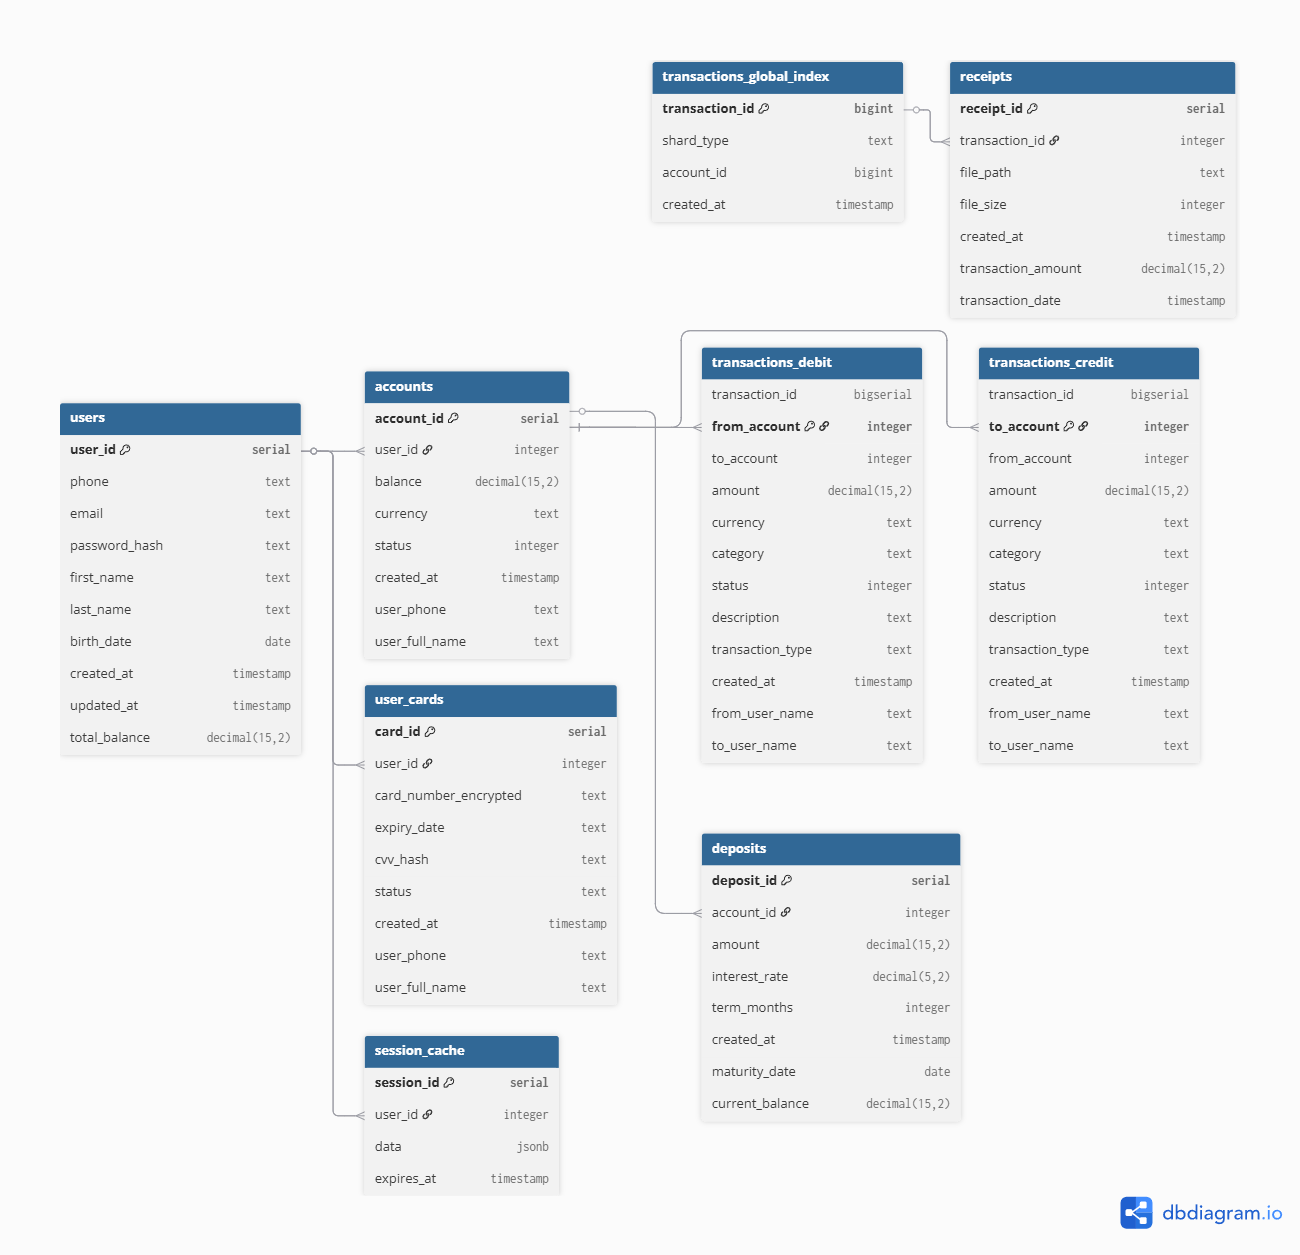 transactions_global_index
transaction_id bigint
shard_type text
account_id bigint
created_at timestamp
receipts
receipt_id serial
transaction_id integer
file_path text
file_size integer
created_at timestamp
transaction_amount decimal(15,2)
transaction_date timestamp
users
user_id serial
phone text
email text
password_hash text
first_name text
last_name text
birth_date date
created_at timestamp
updated_at timestamp
total_balance decimal(15,2)
accounts
account_id serial
user_id integer
balance decimal(15,2)
currency text
status integer
created_at timestamp
user_phone text
user_full_name text
transactions_debit
transaction_id bigserial
from_account integer
to_account integer
amount decimal(15,2)
currency text
category text
status integer
description text
transaction_type text
created_at timestamp
from_user_name text
to_user_name text
transactions_credit
transaction_id bigserial
to_account integer
from_account integer
amount decimal(15,2)
currency text
category text
status integer
description text
transaction_type text
created_at timestamp
from_user_name text
to_user_name text
user_cards
card_id serial
user_id integer
card_number_encrypted text
expiry_date text
cvv_hash text
status text
created_at timestamp
user_phone text
user_full_name text
deposits
deposit_id serial
account_id integer
amount decimal(15,2)
interest_rate decimal(5,2)
term_months integer
created_at timestamp
maturity_date date
current_balance decimal(15,2)
session_cache
session_id serial
user_id integer
data jsonb
expires_at timestamp
dbdiagram.io